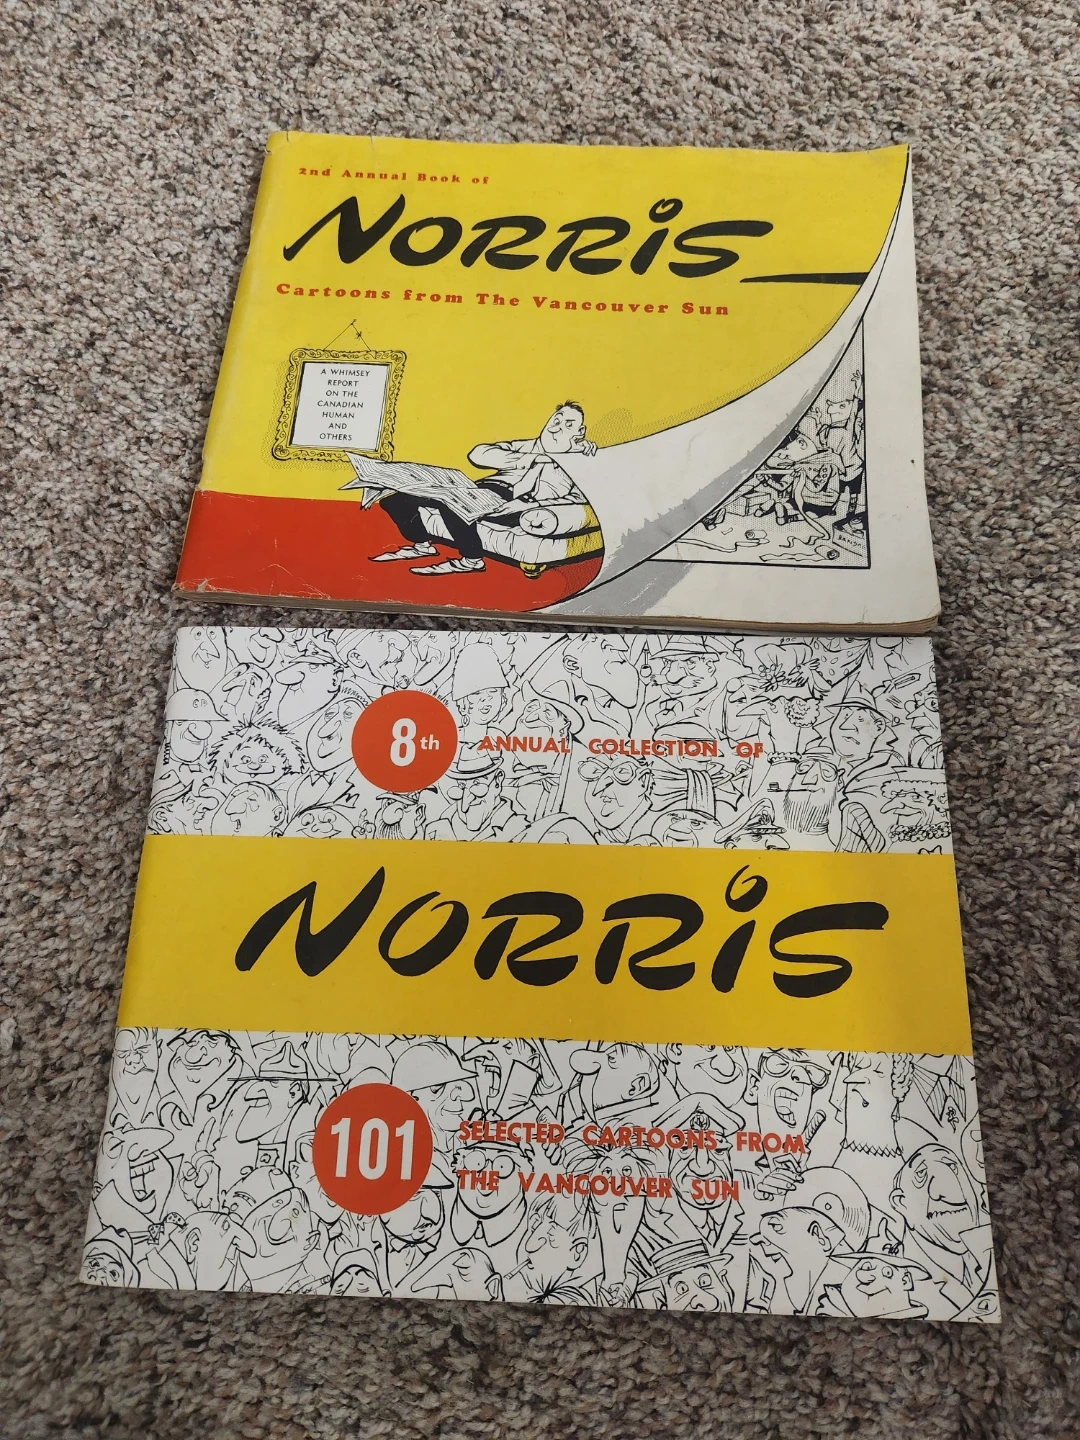 2nd Annual Book of
NORRIS
Cartoons from The Vancouver Sun
A WHIMSEY
REPORT
ON THE
CANADIAN
HUMAN
AND
OTHERS
8th ANNUAL COLLECTION OF
NORRIS
101 SELECTED CARTOONS FROM
THE VANCOUVER SUN